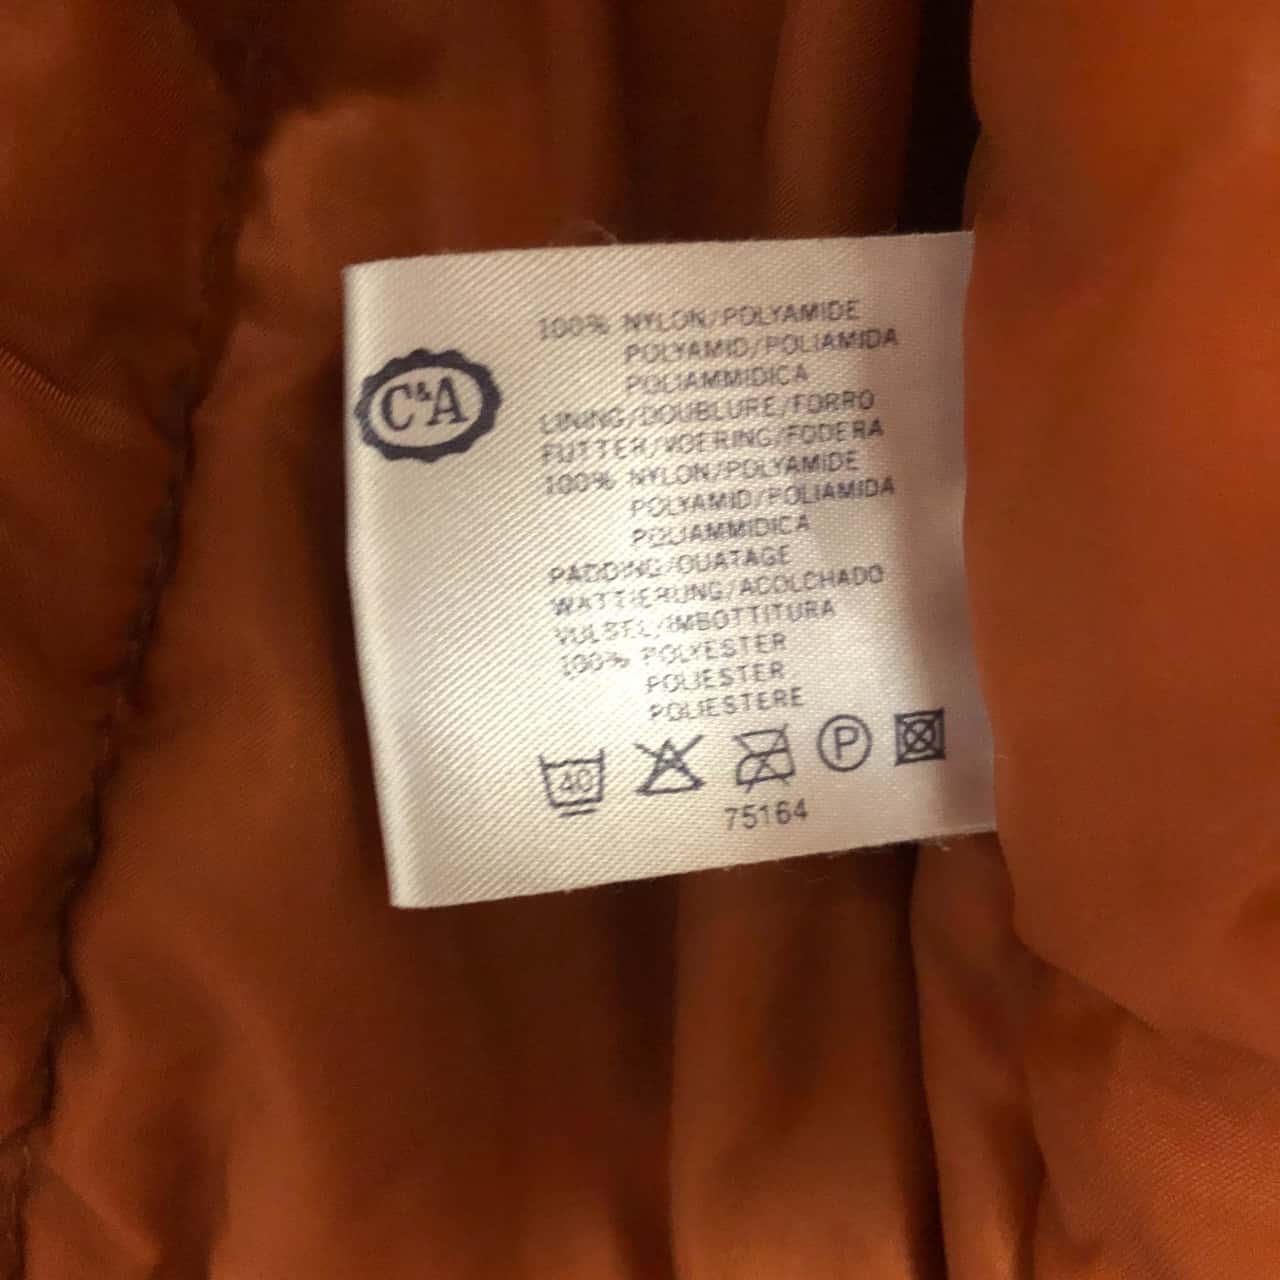 C&A
100% NYLON/POLYAMIDE
POLYAMID/POLIAMIDA
POLIAMMIDICA
LINING/DOUBLURE/FORRO
FUTTER/VOERING/FODERA
100% NYLON/POLYAMIDE
POLYAMID/POLIAMIDA
POLIAMMIDICA
PADDING/OUATAGE
WATTIERUNG/ACOLCHADO
VULSEL/IMBOTTITURA
100% POLYESTER
POLIESTER
POLIESTERE
40 P
75164